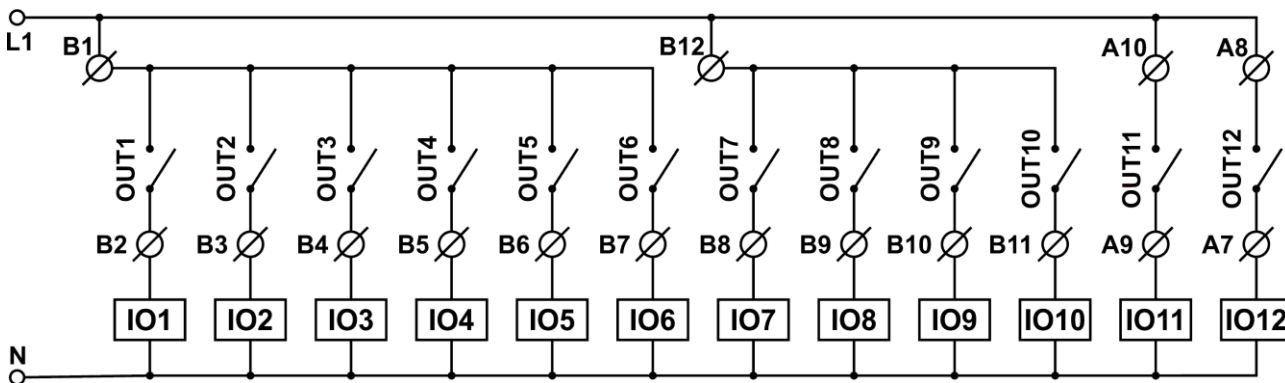 L1
B1
B12
A10
A8
OUT1
OUT2
OUT3
OUT4
OUT5
OUT6
OUT7
OUT8
OUT9
OUT10
OUT11
OUT12
B2
B3
B4
B5
B6
B7
B8
B9
B10
B11
A9
A7
IO1
IO2
IO3
IO4
IO5
IO6
IO7
IO8
IO9
IO10
IO11
IO12
N